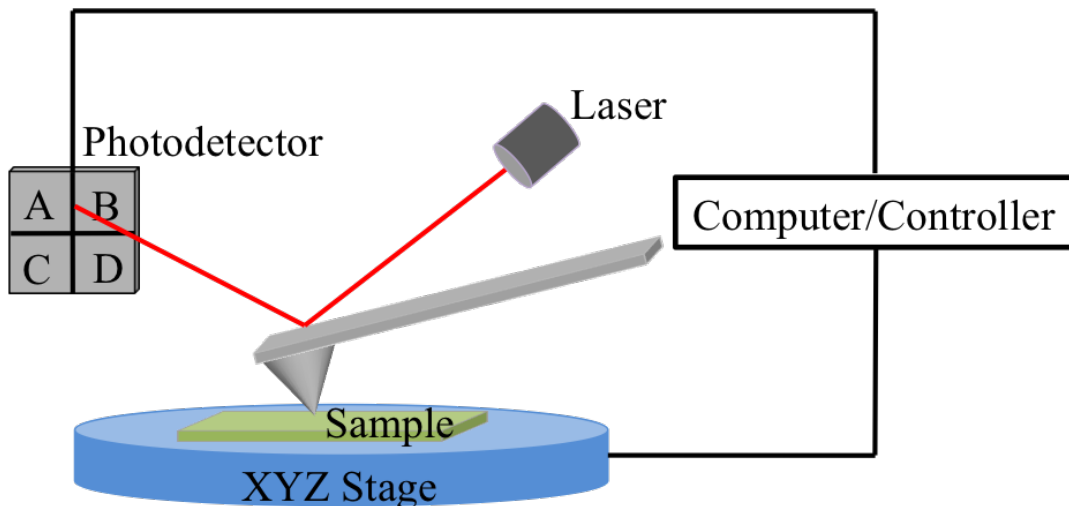 Laser
Photodetector
A B
C D
Computer/Controller
Sample
XYZ Stage